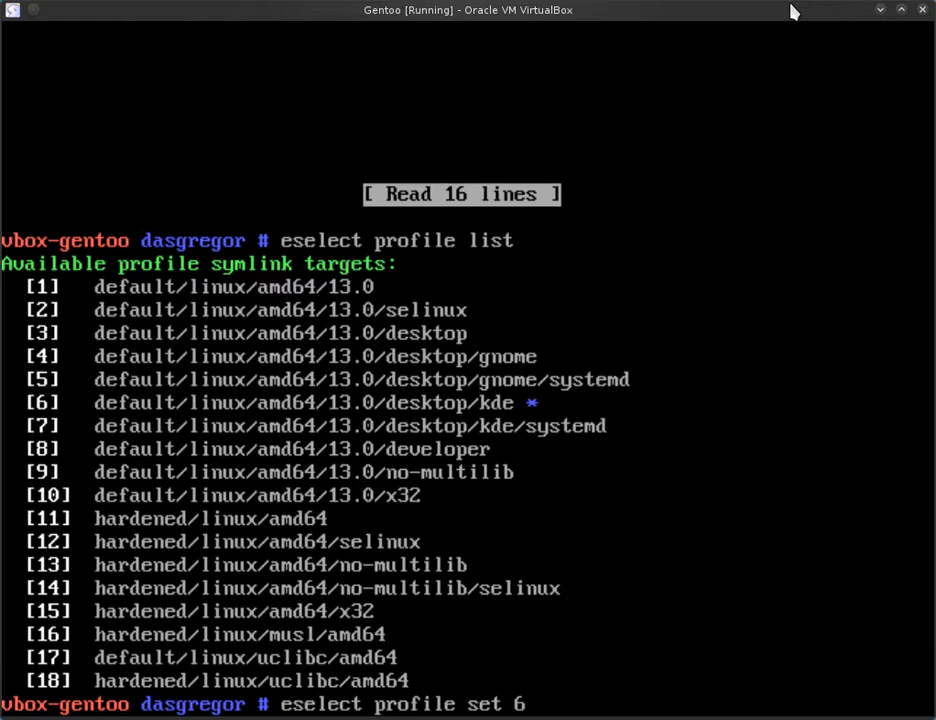 Gentoo [Running] - Oracle VM VirtualBox
[ Read 16 lines ]
vbox-gentoo dasgregor # eselect profile list
Available profile symlink targets:
[1] default/linux/amd64/13.0
[2] default/linux/amd64/13.0/selinux
[3] default/linux/amd64/13.0/desktop
[4] default/linux/amd64/13.0/desktop/gnome
[5] default/linux/amd64/13.0/desktop/gnome/systemd
[6] default/linux/amd64/13.0/desktop/kde *
[7] default/linux/amd64/13.0/desktop/kde/systemd
[8] default/linux/amd64/13.0/developer
[9] default/linux/amd64/13.0/no-multilib
[10] default/linux/amd64/13.0/x32
[11] hardened/linux/amd64
[12] hardened/linux/amd64/selinux
[13] hardened/linux/amd64/no-multilib
[14] hardened/linux/amd64/no-multilib/selinux
[15] hardened/linux/amd64/x32
[16] hardened/linux/musl/amd64
[17] default/linux/uclibc/amd64
[18] hardened/linux/uclibc/amd64
vbox-gentoo dasgregor # eselect profile set 6